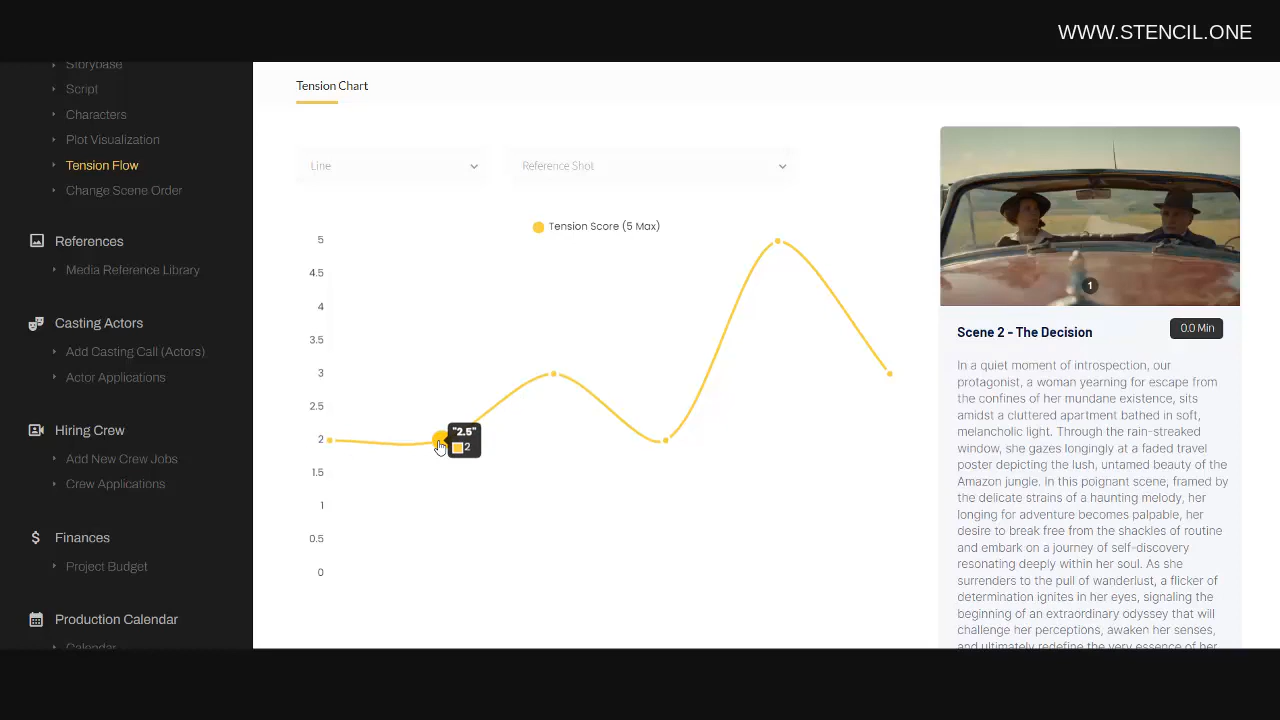 WWW.STENCIL.ONE
Storybase
Script
Characters
Plot Visualization
Tension Flow
Change Scene Order
References
Media Reference Library
Casting Actors
Add Casting Call (Actors)
Actor Applications
Hiring Crew
Add New Crew Jobs
Crew Applications
Finances
Project Budget
Production Calendar
Calendar
Tension Chart
Line
Reference Shot
Tension Score (5 Max)
5
4.5
4
3.5
3
2.5
2
1.5
1
0.5
0
"2.5"
2
1
Scene 2 - The Decision
0.0 Min
In a quiet moment of introspection, our
protagonist, a woman yearning for escape from
the confines of her mundane existence, sits
amidst a cluttered apartment bathed in soft,
melancholic light. Through the rain-streaked
window, she gazes longingly at a faded travel
poster depicting the lush, untamed beauty of the
Amazon jungle. In this poignant scene, framed by
the delicate strains of a haunting melody, her
longing for adventure becomes palpable, her
desire to break free from the shackles of routine
and embark on a journey of self-discovery
resonating deeply within her soul. As she
surrenders to the pull of wanderlust, a flicker of
determination ignites in her eyes, signaling the
beginning of an extraordinary odyssey that will
challenge her perceptions, awaken her senses,
and ultimately redefine the very essence of her